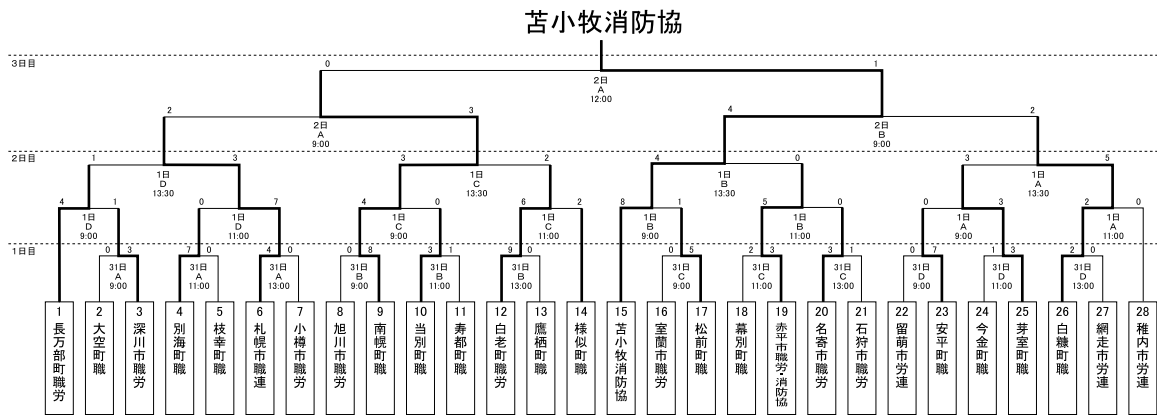 苫小牧消防協
3日目
0
1
2日
A
12:00
2
3
4
2
2日
A
9:00
2日
B
9:00
2日目
1
3
3
2
4
0
3
5
1日
D
13:30
1日
C
13:30
1日
B
13:30
1日
A
13:30
4
1
0
7
4
0
6
2
8
1
5
0
0
3
2
0
1日
D
9:00
1日
D
11:00
1日
C
9:00
1日
C
11:00
1日
B
9:00
1日
B
11:00
1日
A
9:00
1日
A
11:00
1日目
0
3
7
0
4
0
0
8
3
1
9
0
0
5
2
3
3
1
0
7
1
3
2
0
31日
A
9:00
31日
A
11:00
31日
A
13:00
31日
B
9:00
31日
B
11:00
31日
B
13:00
31日
C
9:00
31日
C
11:00
31日
C
13:00
31日
D
9:00
31日
D
11:00
31日
D
13:00
1 長万部町職労
2 大空町職
3 深川市職労
4 別海町職
5 枝幸町職
6 札幌市職連
7 小樽市職労
8 旭川市職労
9 南幌町職
10 当別町職
11 寿都町職
12 白老町職労
13 鷹栖町職
14 様似町職
15 苫小牧消防協
16 室蘭市職労
17 松前町職
18 幕別町職
19 赤平市職労・消防協
20 名寄市職労
21 石狩市職労
22 留萌市労連
23 安平町職
24 今金町職
25 芽室町職
26 白糠町職
27 網走市労連
28 稚内市労連